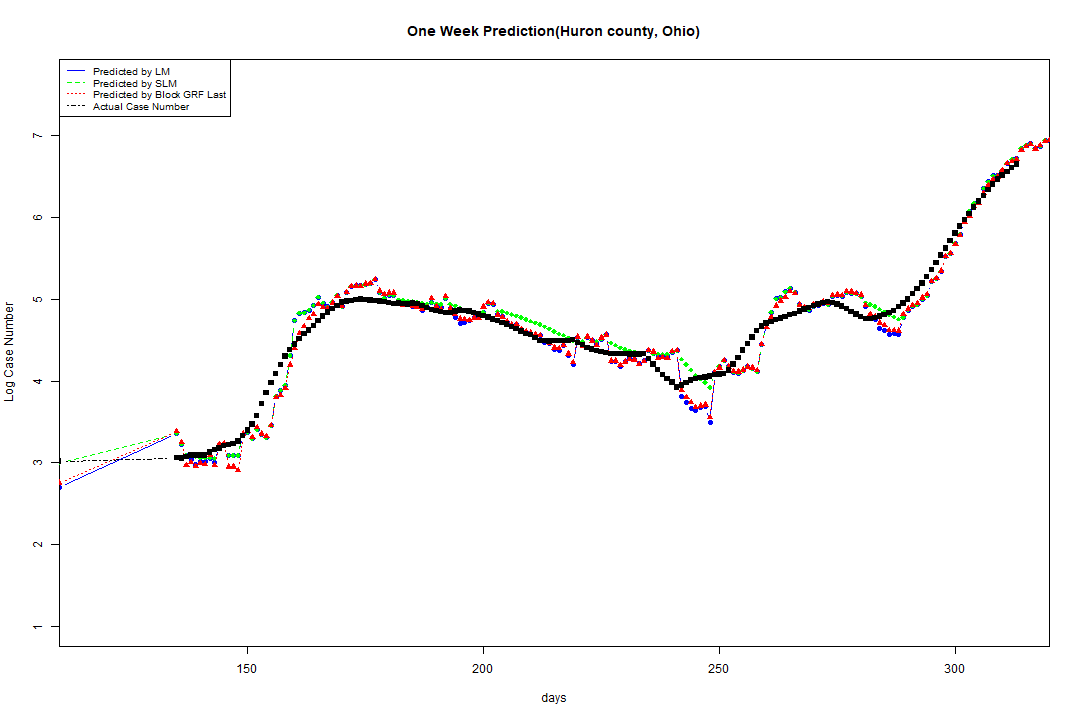 One Week Prediction(Huron county, Ohio)
Predicted by LM
Predicted by SLM
Predicted by Block GRF Last
Actual Case Number
Log Case Number
7
6
5
4
3
2
1
150 200 250 300
days